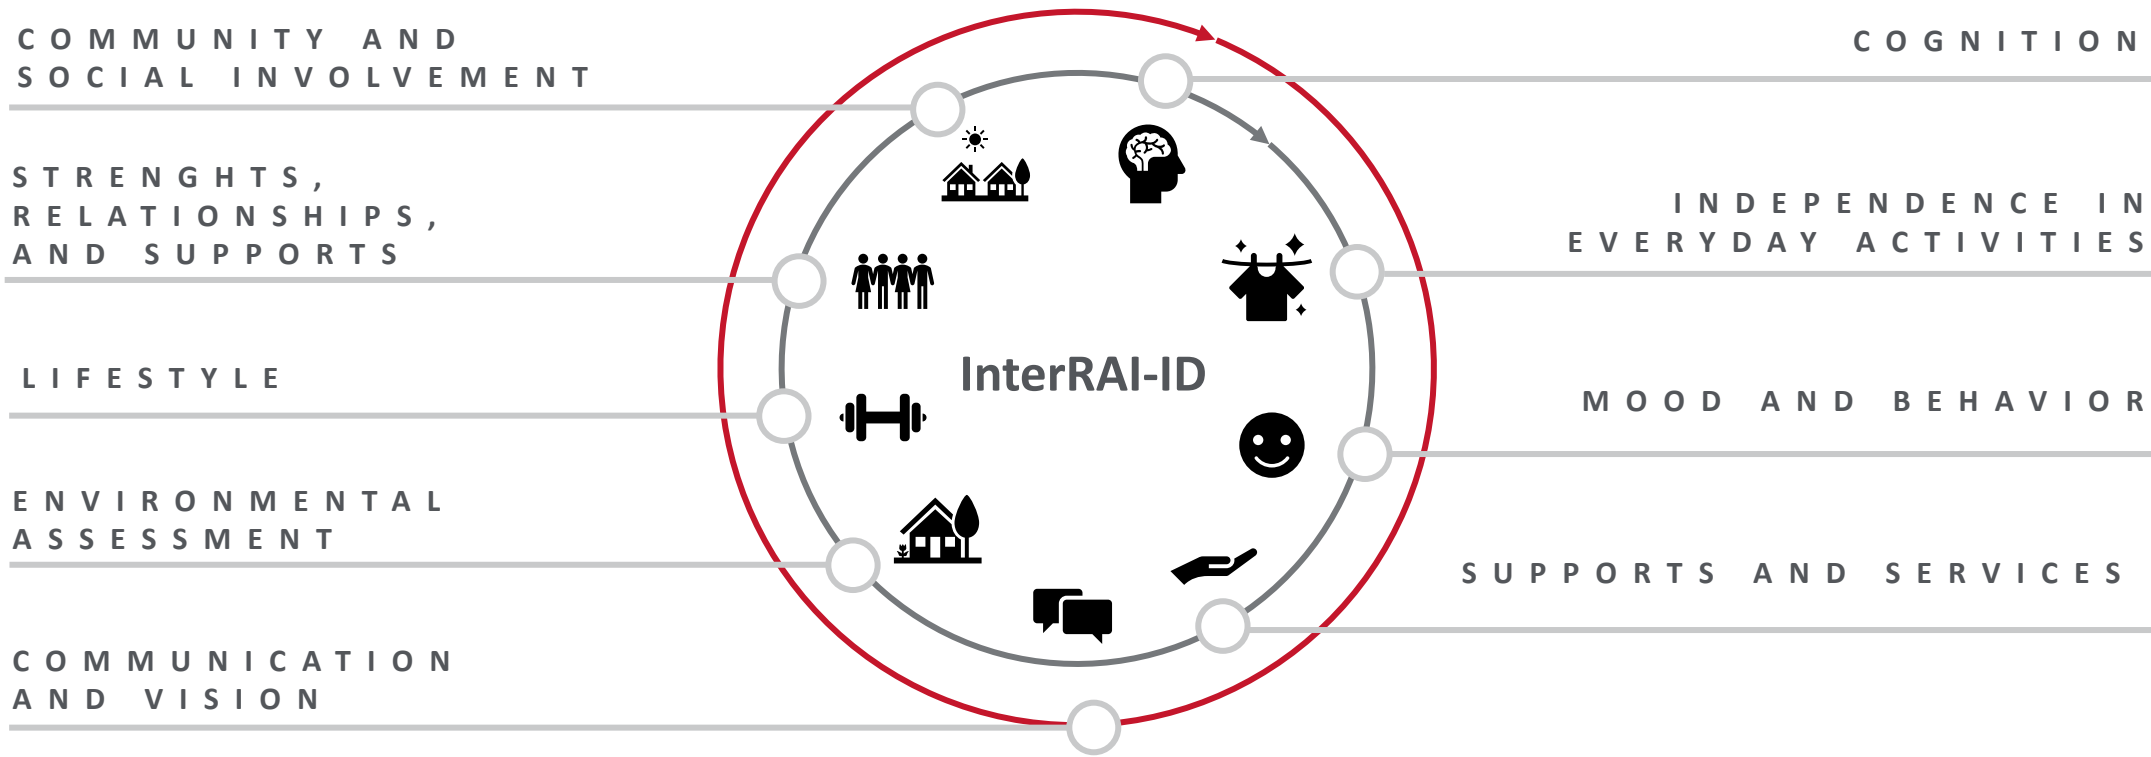 COMMUNITY AND
SOCIAL INVOLVEMENT
STRENGHTS,
RELATIONSHIPS,
AND SUPPORTS
LIFESTYLE
ENVIRONMENTAL
ASSESSMENT
COMMUNICATION
AND VISION
InterRAI-ID
COGNITION
INDEPENDENCE IN
EVERYDAY ACTIVITIES
MOOD AND BEHAVIOR
SUPPORTS AND SERVICES